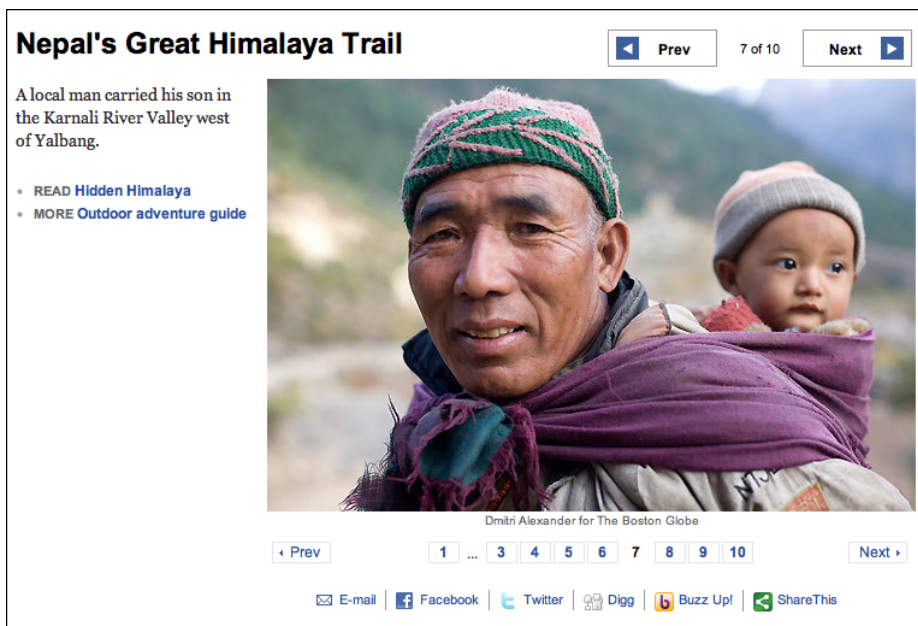 Nepal's Great Himalaya Trail
Prev
7 of 10
Next
A local man carried his son in
the Karnali River Valley west
of Yalbang.
• READ Hidden Himalaya
• MORE Outdoor adventure guide
Dmitri Alexander for The Boston Globe
‹ Prev
1 ... 3 4 5 6 7 8 9 10
Next ›
E-mail | Facebook | Twitter | Digg | Buzz Up! | ShareThis